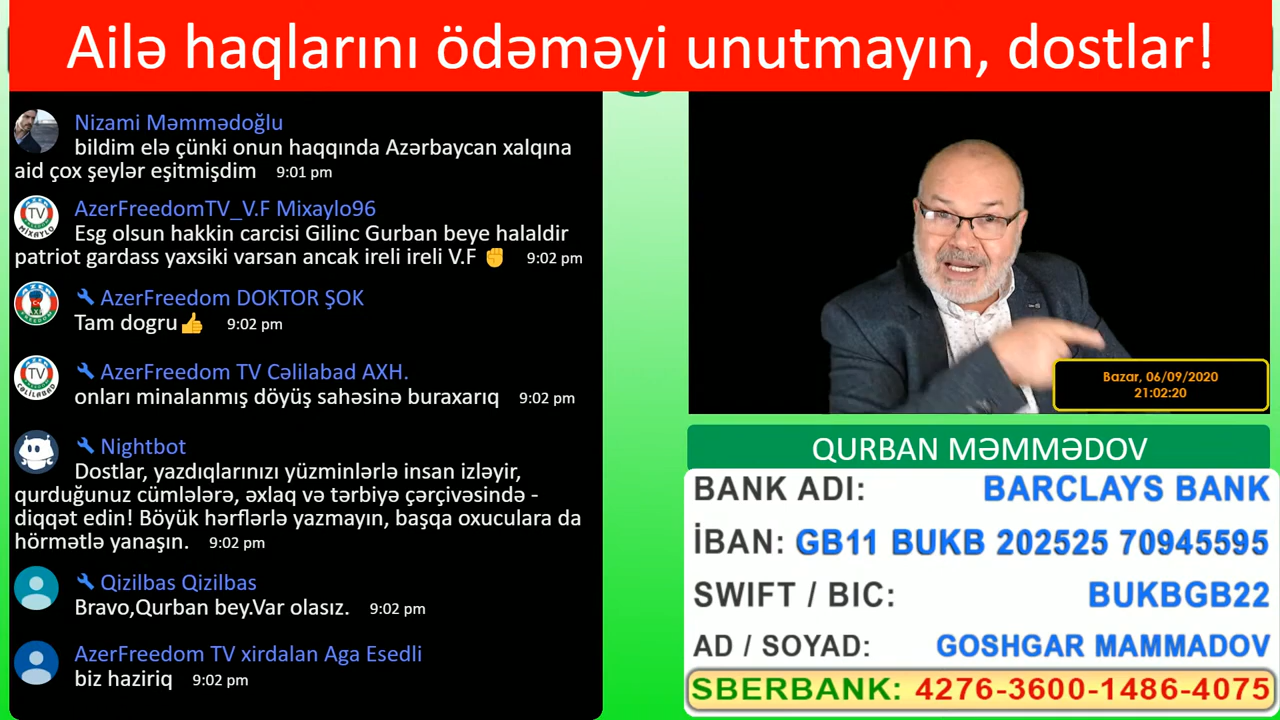 Ailə haqlarını ödəməyi unutmayın, dostlar!
Nizami Məmmədoğlu
bildim elə çünki onun haqqında Azərbaycan xalqına
aid çox şeylər eşitmişdim 9:01 pm
AzerFreedomTV_V.F Mixaylo96
Esg olsun hakkin carcisi Gilinc Gurban beye halaldir
patriot gardass yaxsiki varsan ancak ireli ireli V.F ✊ 9:02 pm
AzerFreedom DOKTOR ŞOK
Tam dogru👍 9:02 pm
AzerFreedom TV Cəlilabad AXH.
onları minalanmış döyüş sahəsinə buraxarıq 9:02 pm
Nightbot
Dostlar, yazdıqlarınızı yüzminlərlə insan izləyir,
qurduğunuz cümlələrə, əxlaq və tərbiyə çərçivəsində -
diqqət edin! Böyük hərflərlə yazmayın, başqa oxuculara da
hörmətlə yanaşın. 9:02 pm
Qizilbas Qizilbas
Bravo,Qurban bey.Var olasız. 9:02 pm
AzerFreedom TV xirdalan Aga Esedli
biz haziriq 9:02 pm
TV
MİXAYLO
TV
CƏLİLABAD
Bazar, 06/09/2020
21:02:20
QURBAN MƏMMƏDOV
BANK ADI: BARCLAYS BANK
İBAN: GB11 BUKB 202525 70945595
SWIFT / BIC: BUKBGB22
AD / SOYAD: GOSHGAR MAMMADOV
SBERBANK: 4276-3600-1486-4075